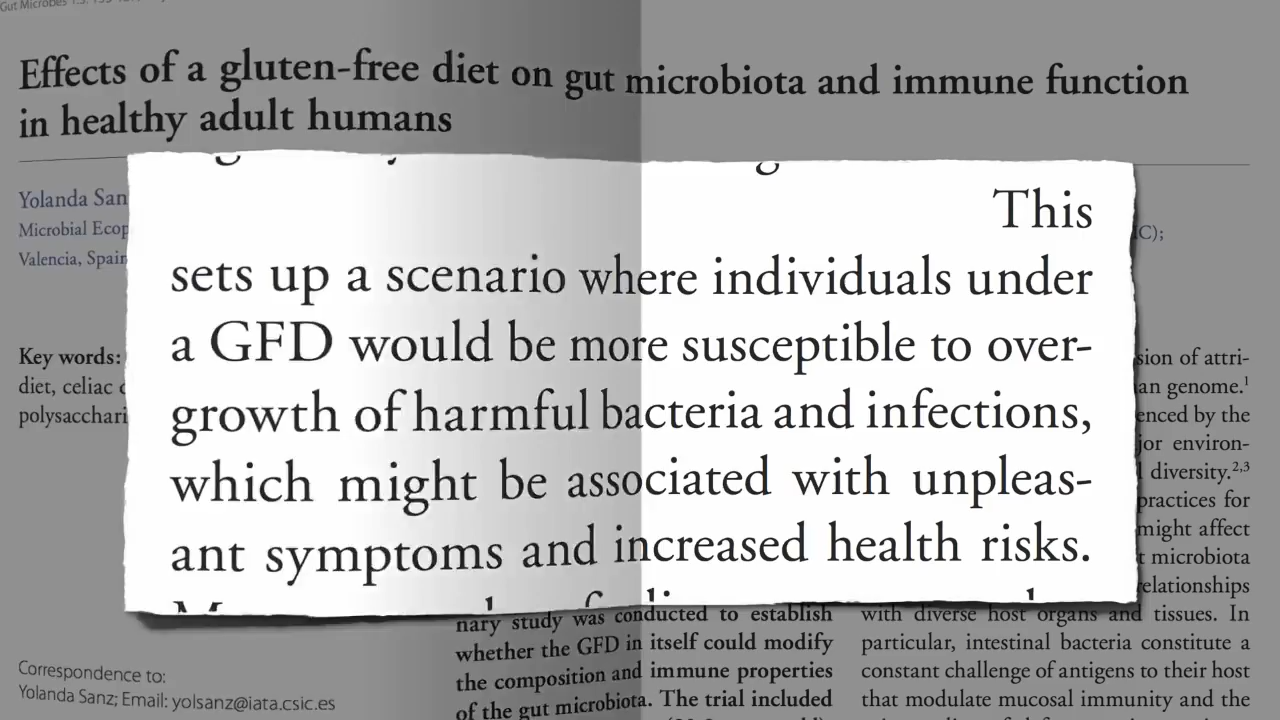 Gut Microbes 1:3,
Effects of a gluten-free diet on gut microbiota and immune function
in healthy adult humans
Yolanda San
Microbial Ecop
IC);
Valencia, Spain
This
sets up a scenario where individuals under
a GFD would be more susceptible to over-
growth of harmful bacteria and infections,
which might be associated with unpleas-
ant symptoms and increased health risks.
Key words:
diet, celiac
polysacchari
sion of attri-
an genome.1
enced by the
jor environ-
diversity.2,3
practices for
might affect
t microbiota
relationships
nary study was conducted to establish
whether the GFD in itself could modify
the composition and immune properties
of the gut microbiota. The trial included
with diverse host organs and tissues. In
particular, intestinal bacteria constitute a
constant challenge of antigens to their host
that modulate mucosal immunity and the
Correspondence to:
Yolanda Sanz; Email: yolsanz@iata.csic.es